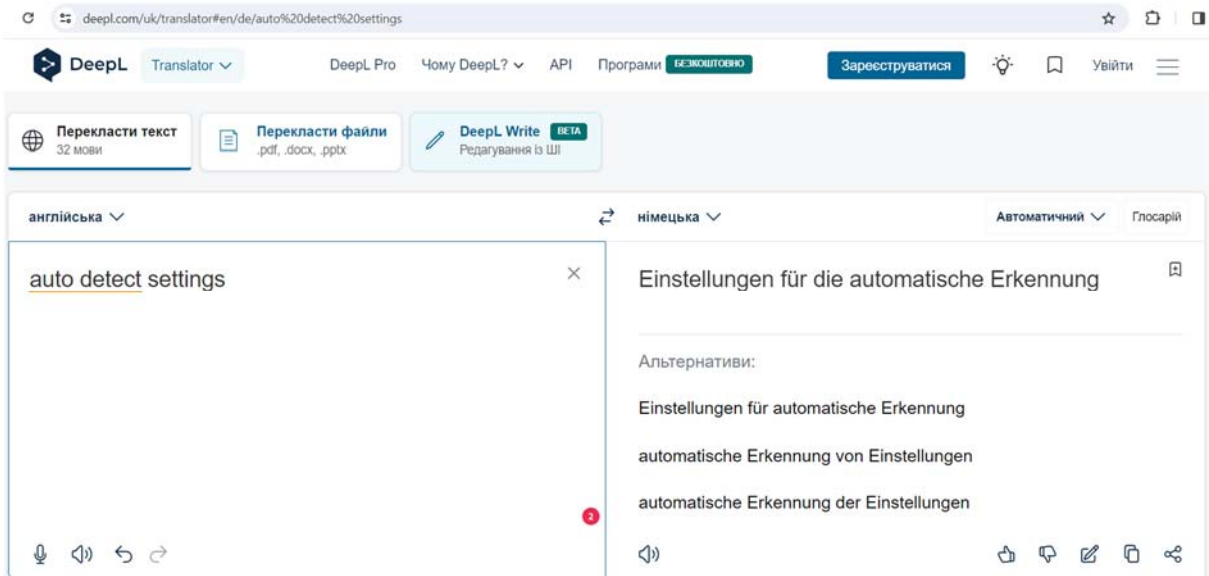 deepl.com/uk/translator#en/de/auto%20detect%20settings
DeepL Translator DeepL Pro Чому DeepL? API Програми БЕЗКОШТОВНО Зареєструватися Увійти
Перекласти текст
32 мови
Перекласти файли
.pdf, .docx, .pptx
DeepL Write BETA
Редагування із ШІ
англійська німецька Автоматичний Глосарій
auto detect settings
Einstellungen für die automatische Erkennung
Альтернативи:
Einstellungen für automatische Erkennung
automatische Erkennung von Einstellungen
automatische Erkennung der Einstellungen
2